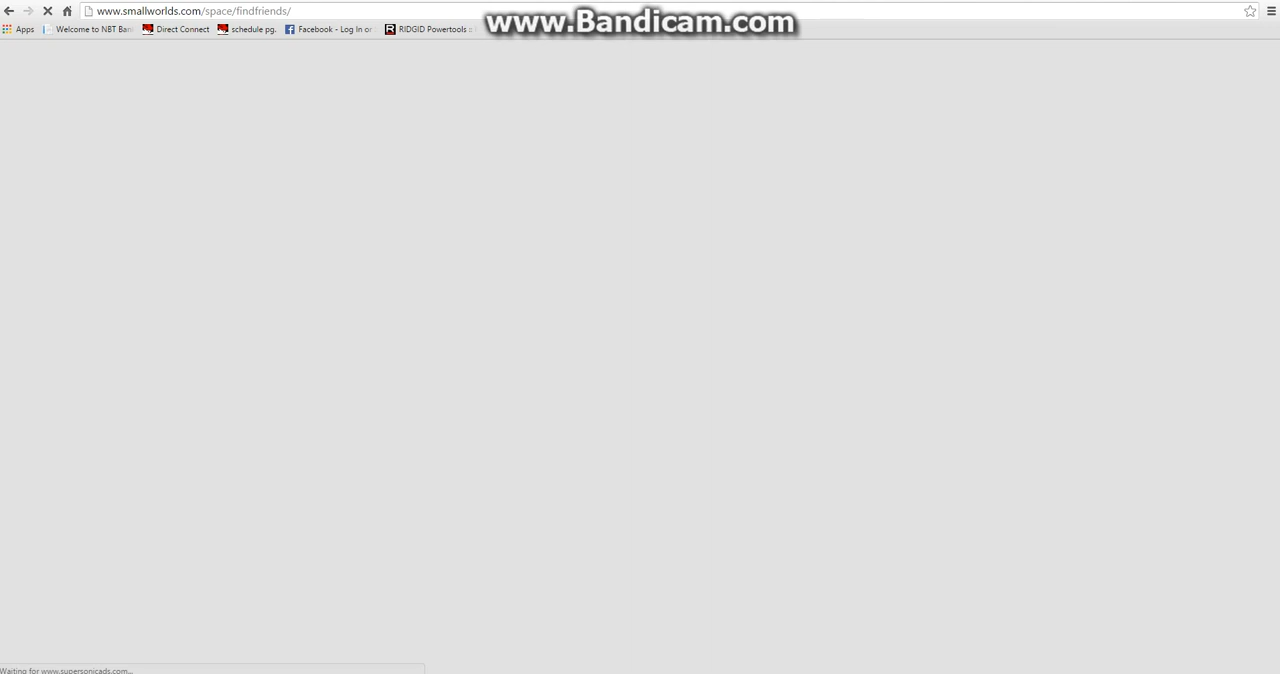 www.smallworlds.com/space/findfriends/
www.Bandicam.com
Apps Welcome to NBT Ban Direct Connect schedule pg. Facebook - Log In or RIDGID Powertools ::
Waiting for www.supersonicads.com...